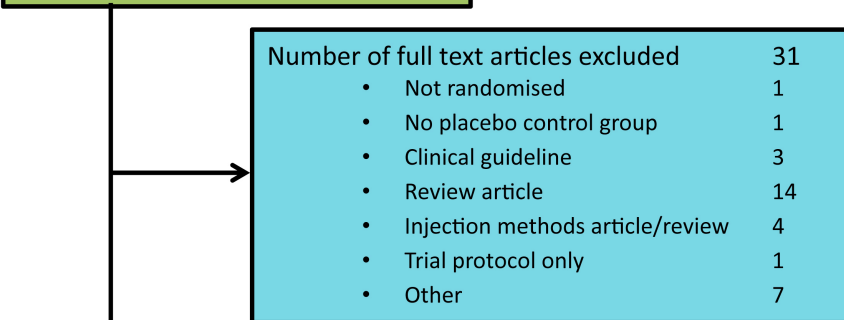 Number of full text articles excluded 31
• Not randomised 1
• No placebo control group 1
• Clinical guideline 3
• Review article 14
• Injection methods article/review 4
• Trial protocol only 1
• Other 7